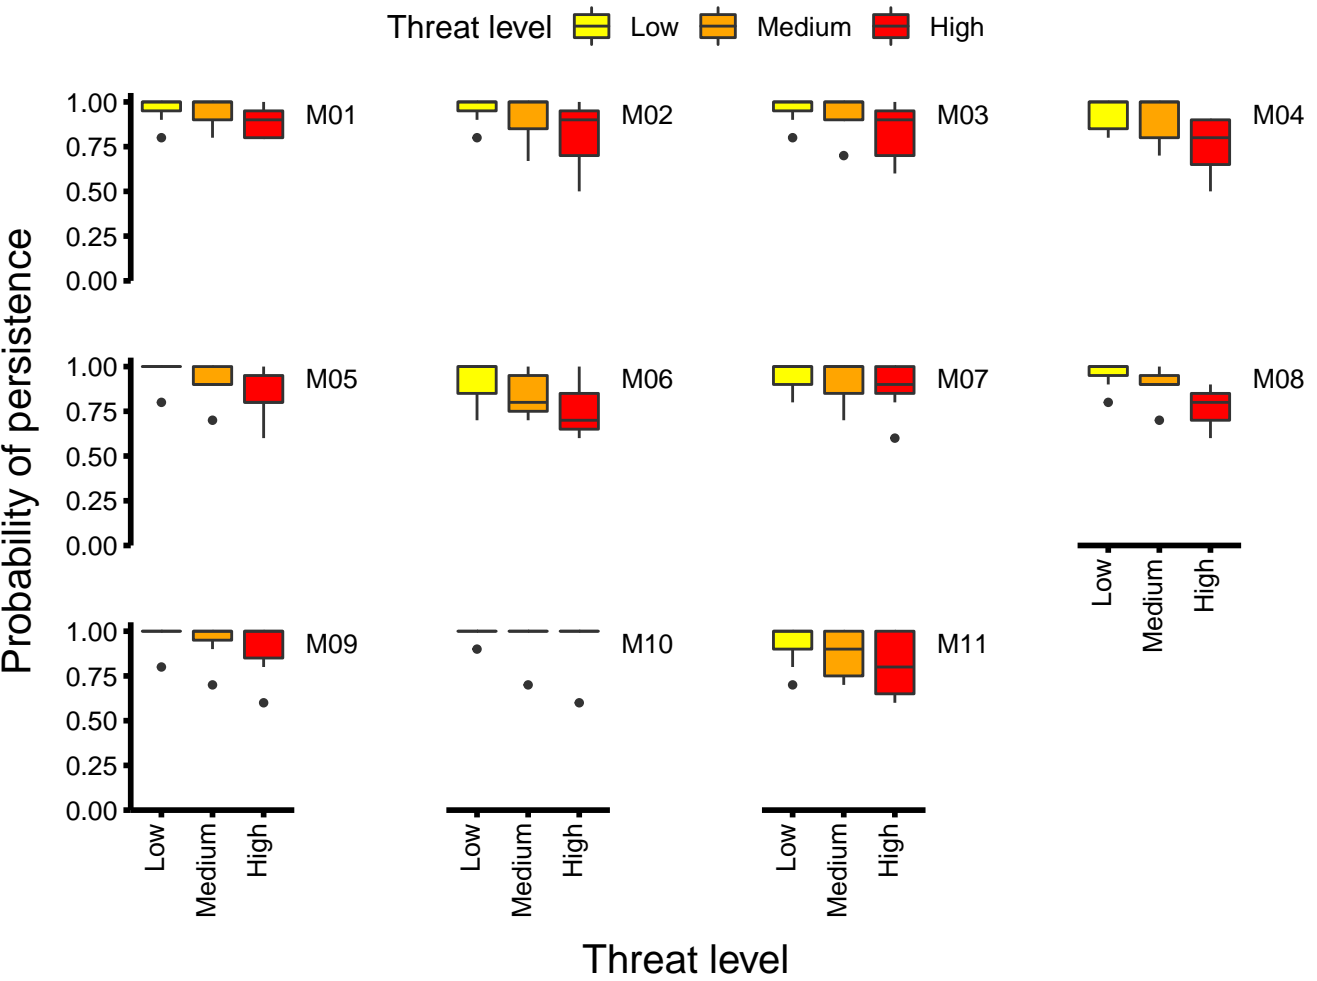 Threat level Low Medium High
1.00 M01 M02 M03 M04
0.75
0.50
0.25
0.00
1.00 M05 M06 M07 M08
0.75
0.50
0.25
0.00
Low Medium High
1.00 M09 M10 M11
0.75
0.50
0.25
0.00
Low Medium High Low Medium High Low Medium High
Probability of persistence
Threat level